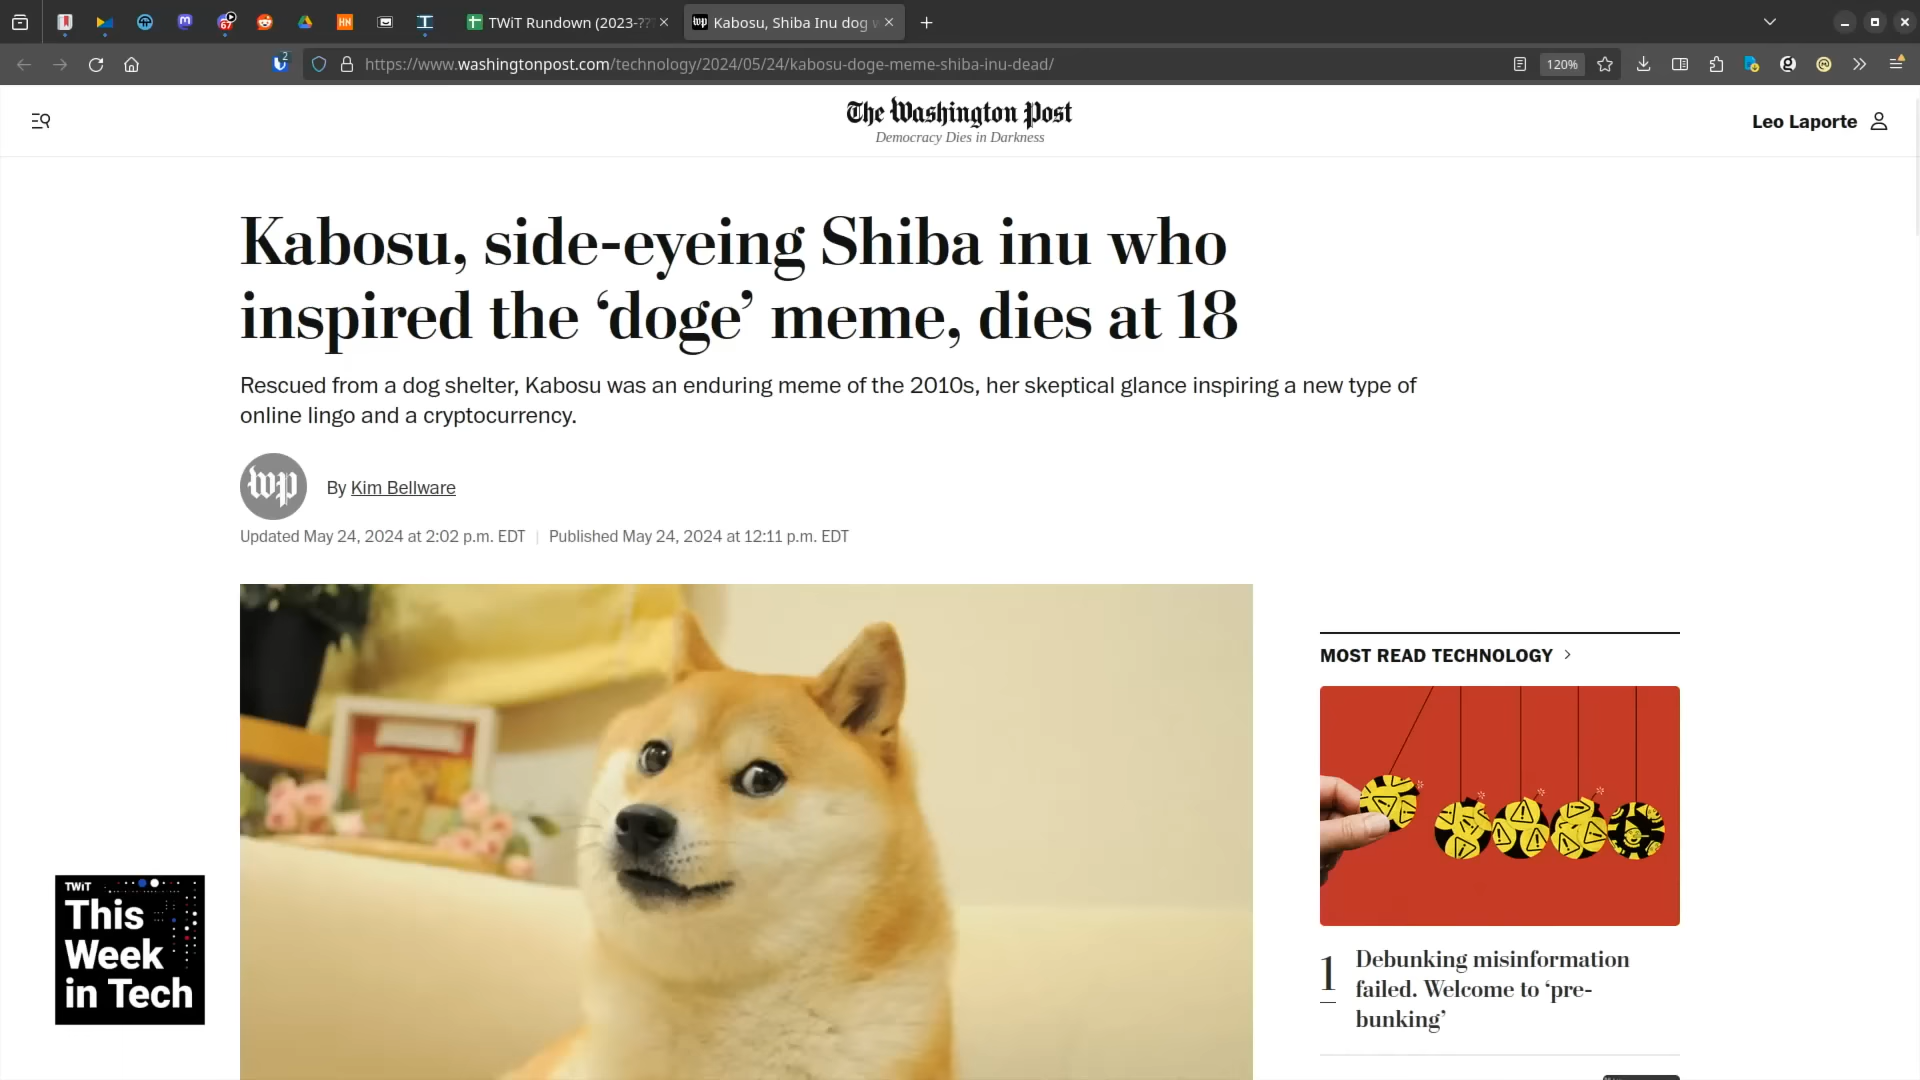 TWiT Rundown (2023-???
Kabosu, Shiba Inu dog w
2
67
HN
https://www.washingtonpost.com/technology/2024/05/24/kabosu-doge-meme-shiba-inu-dead/
120%
The Washington Post
Democracy Dies in Darkness
Leo Laporte
Kabosu, side-eyeing Shiba inu who
inspired the ‘doge’ meme, dies at 18
Rescued from a dog shelter, Kabosu was an enduring meme of the 2010s, her skeptical glance inspiring a new type of
online lingo and a cryptocurrency.
wp
By Kim Bellware
Updated May 24, 2024 at 2:02 p.m. EDT | Published May 24, 2024 at 12:11 p.m. EDT
MOST READ TECHNOLOGY
1 Debunking misinformation
failed. Welcome to ‘pre-
bunking’
TWiT
This
Week
in Tech